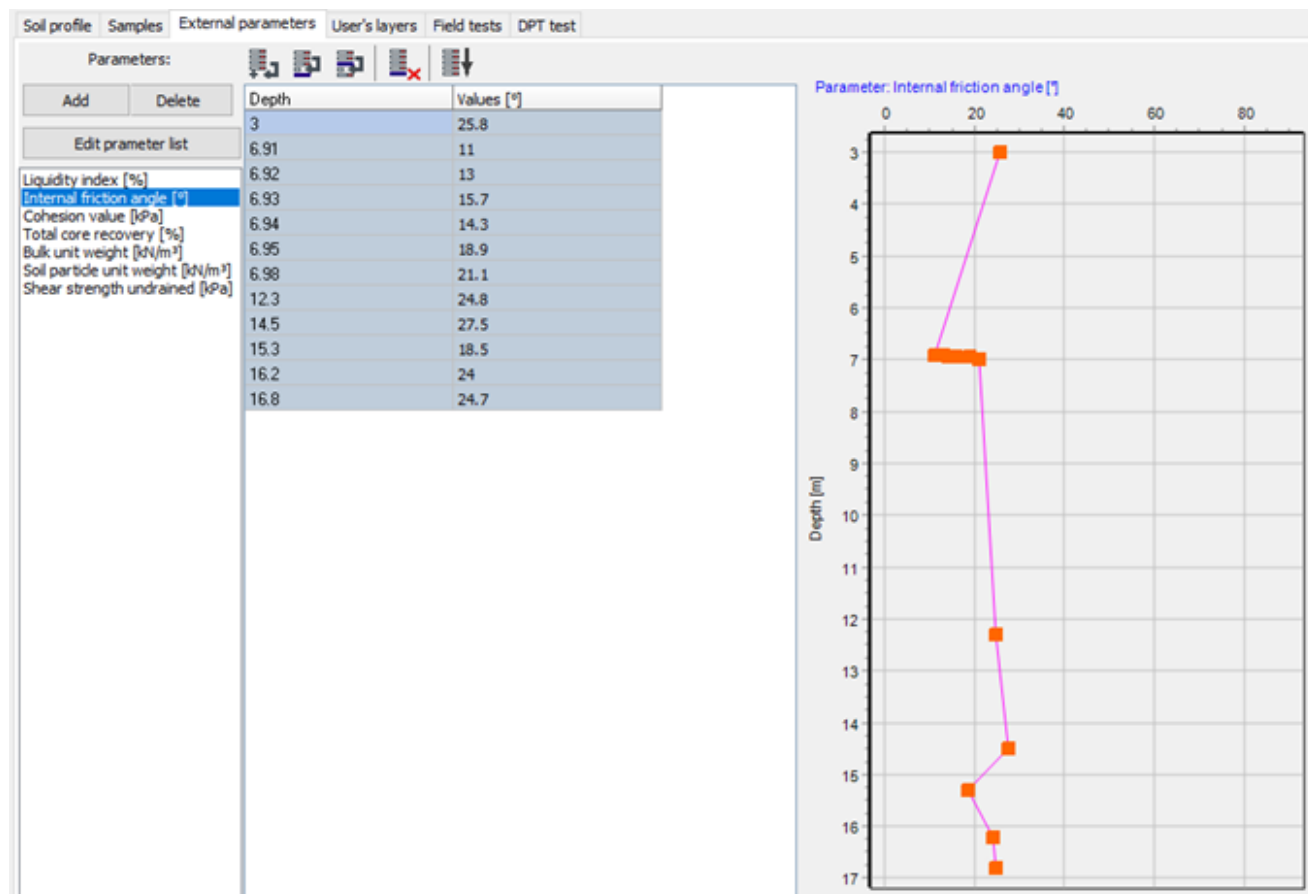 Soil profile Samples External parameters User's layers Field tests DPT test
Parameters:
Add Delete
Edit prameter list
Liquidity index [%]
Internal friction angle [º]
Cohesion value [kPa]
Total core recovery [%]
Bulk unit weight [kN/m³]
Soil particle unit weight [kN/m³]
Shear strength undrained [kPa]
Depth Values [º]
3 25.8
6.91 11
6.92 13
6.93 15.7
6.94 14.3
6.95 18.9
6.98 21.1
12.3 24.8
14.5 27.5
15.3 18.5
16.2 24
16.8 24.7
Parameter: Internal friction angle [º]
0 20 40 60 80
3
4
5
6
7
8
9
10
11
12
13
14
15
16
17
Depth [m]